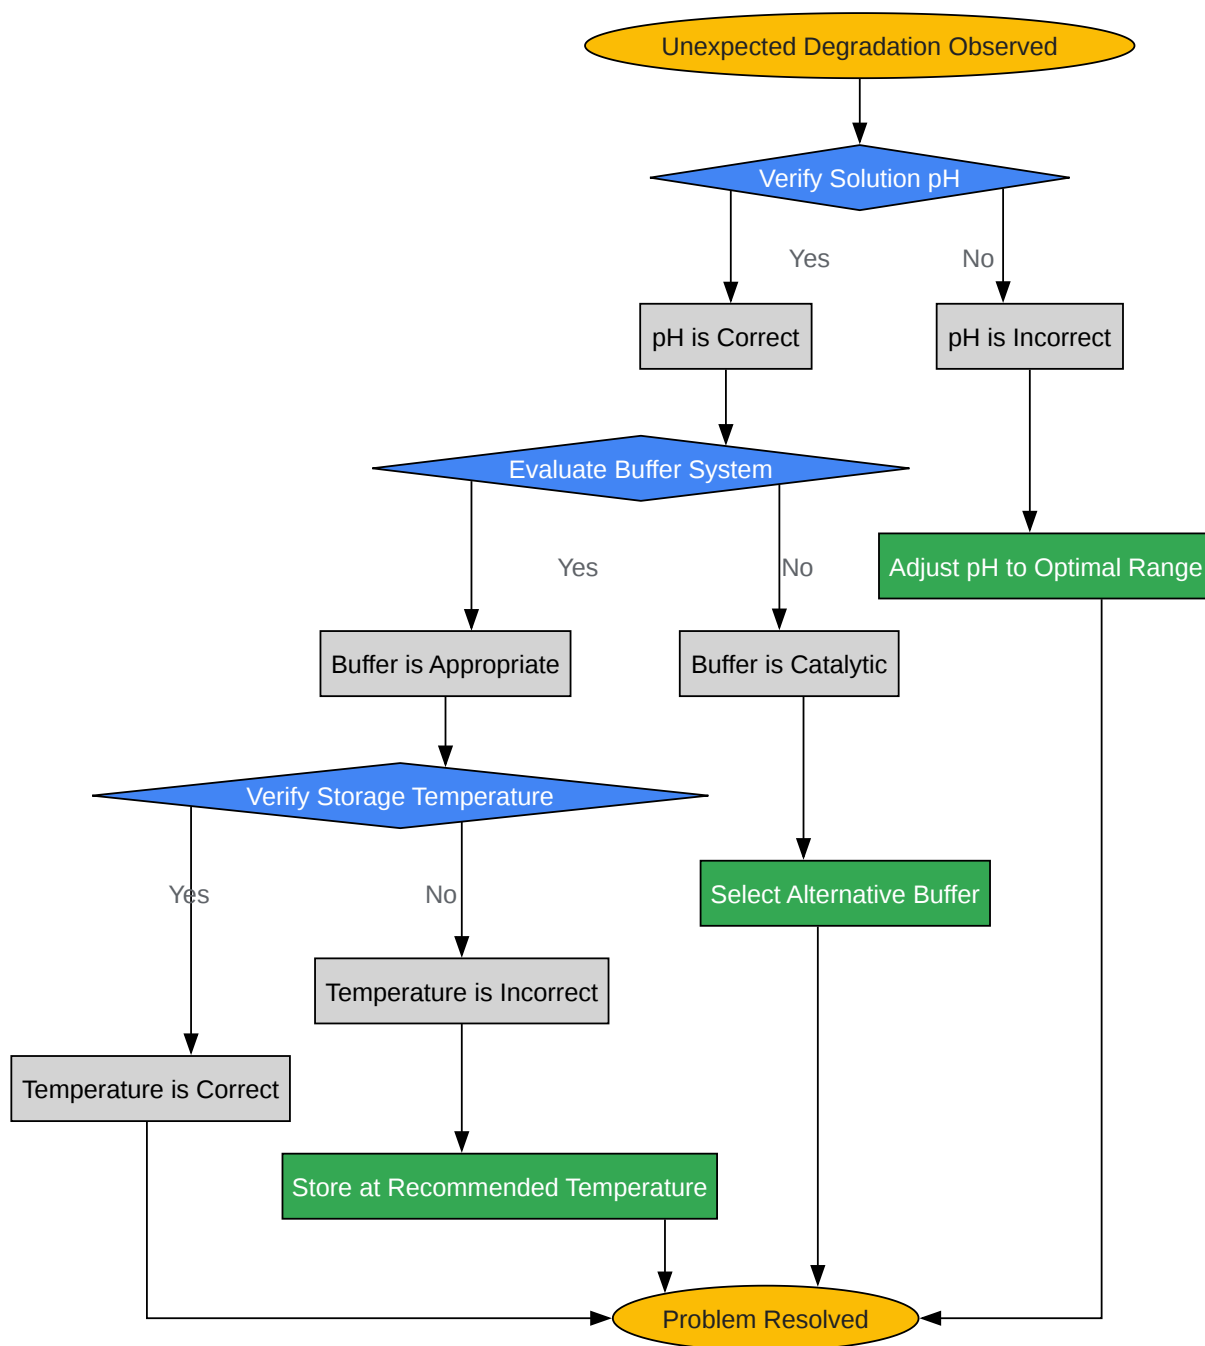 Unexpected Degradation Observed
Verify Solution pH
Yes
No
pH is Correct
pH is Incorrect
Evaluate Buffer System
Yes
No
Adjust pH to Optimal Range
Buffer is Appropriate
Buffer is Catalytic
Verify Storage Temperature
Yes
No
Select Alternative Buffer
Temperature is Incorrect
Temperature is Correct
Store at Recommended Temperature
Problem Resolved